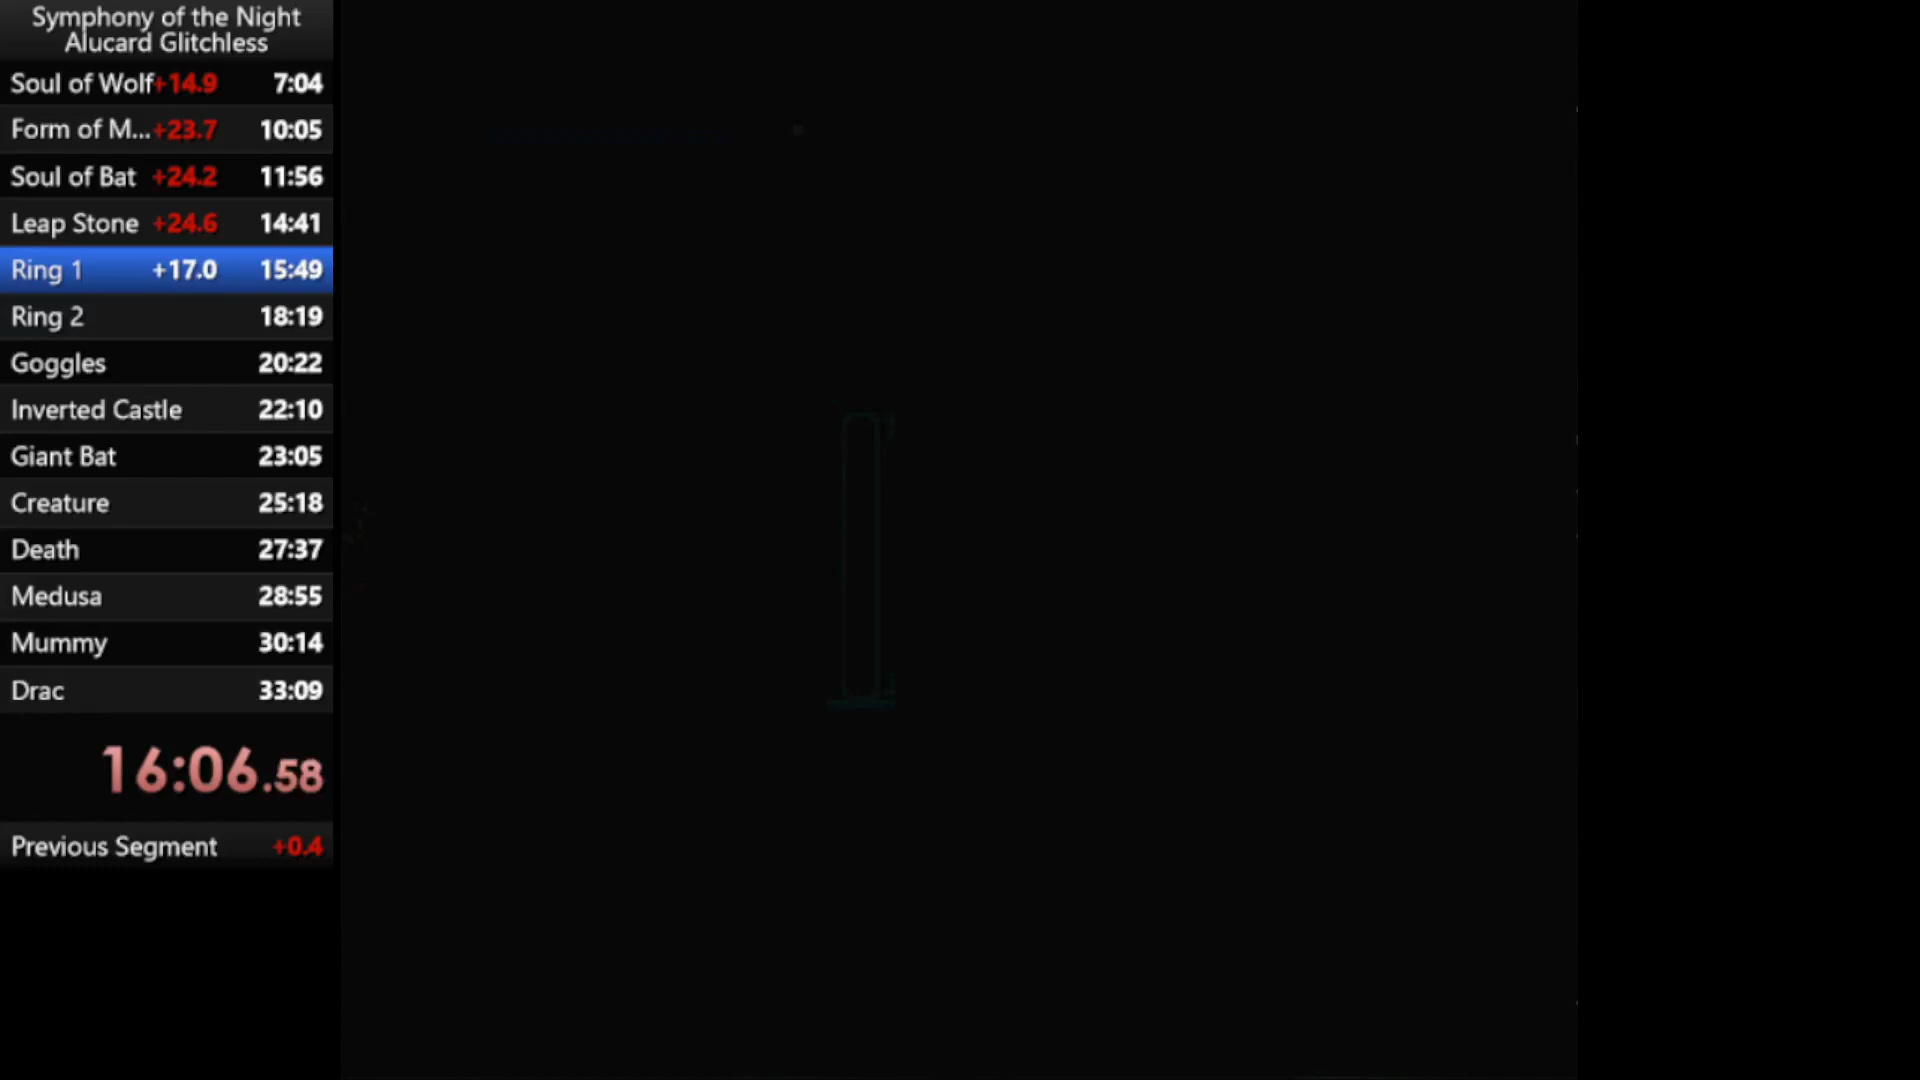 Symphony of the Night
Alucard Glitchless
Soul of Wolf +14.9 7:04
Form of M... +23.7 10:05
Soul of Bat +24.2 11:56
Leap Stone +24.6 14:41
Ring 1 +17.0 15:49
Ring 2 18:19
Goggles 20:22
Inverted Castle 22:10
Giant Bat 23:05
Creature 25:18
Death 27:37
Medusa 28:55
Mummy 30:14
Drac 33:09
16:06.58
Previous Segment +0.4